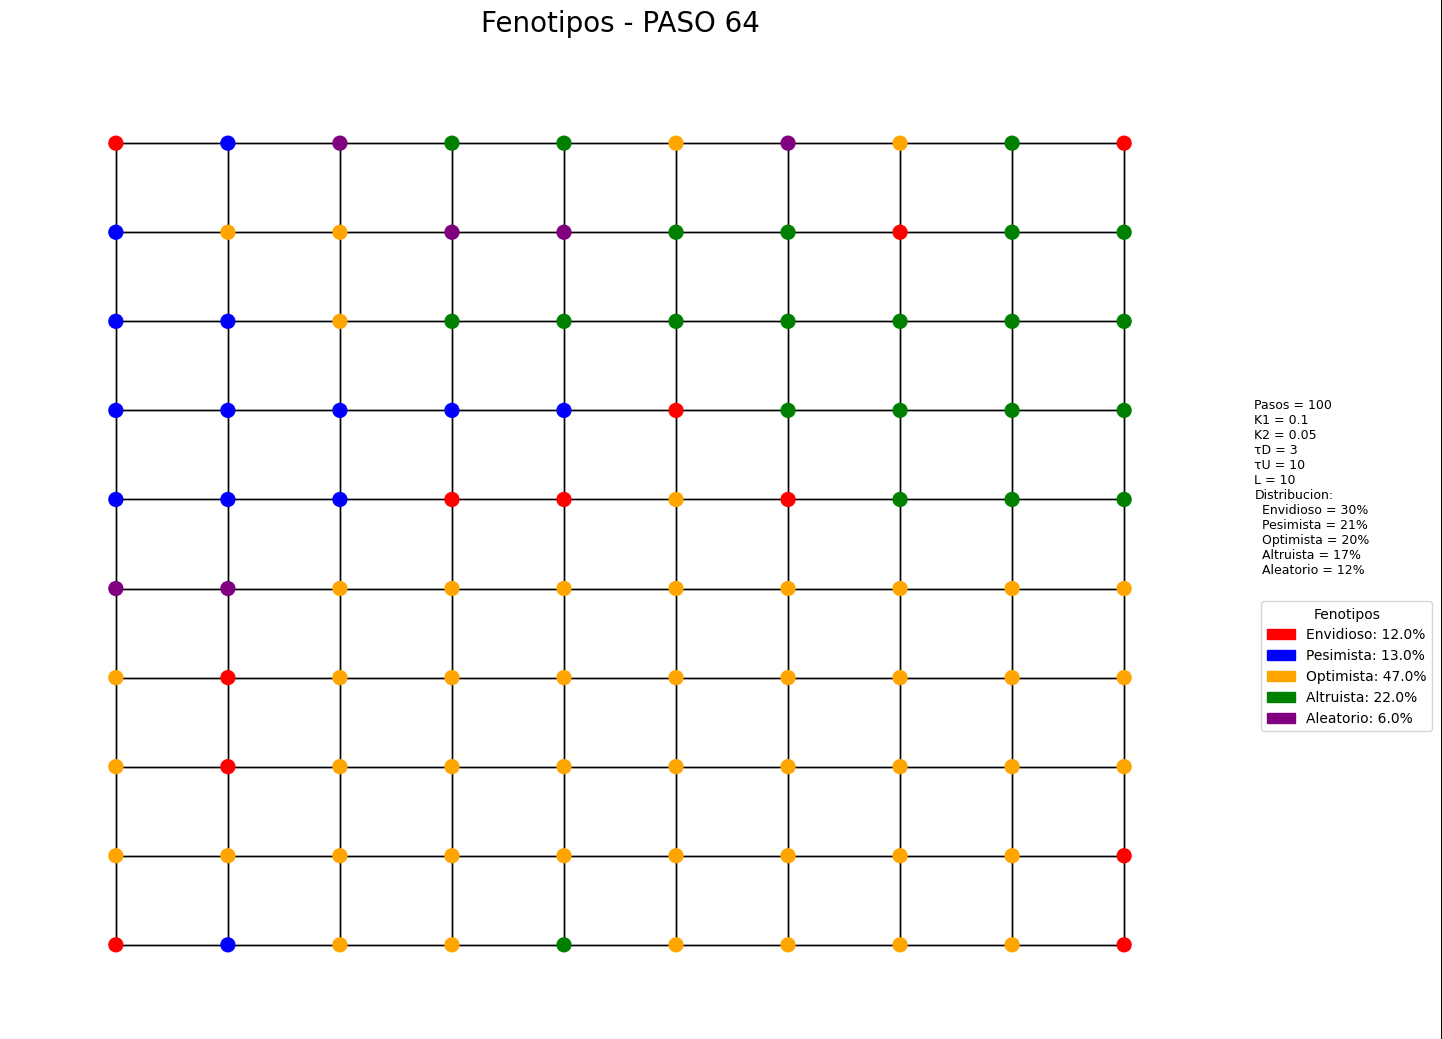 Fenotipos - PASO 64
Pasos = 100
K1 = 0.1
K2 = 0.05
τD = 3
τU = 10
L = 10
Distribucion:
Envidioso = 30%
Pesimista = 21%
Optimista = 20%
Altruista = 17%
Aleatorio = 12%
Fenotipos
Envidioso: 12.0%
Pesimista: 13.0%
Optimista: 47.0%
Altruista: 22.0%
Aleatorio: 6.0%